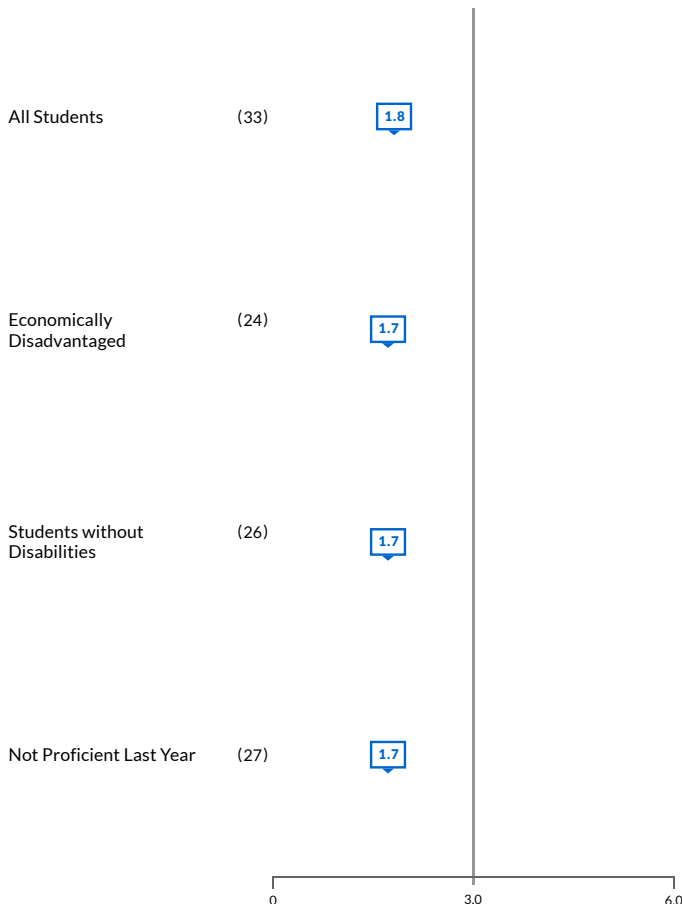 All Students (33) 1.8
Economically (24) 1.7
Disadvantaged
Students without (26) 1.7
Disabilities
Not Proficient Last Year (27) 1.7
0 3.0 6.0